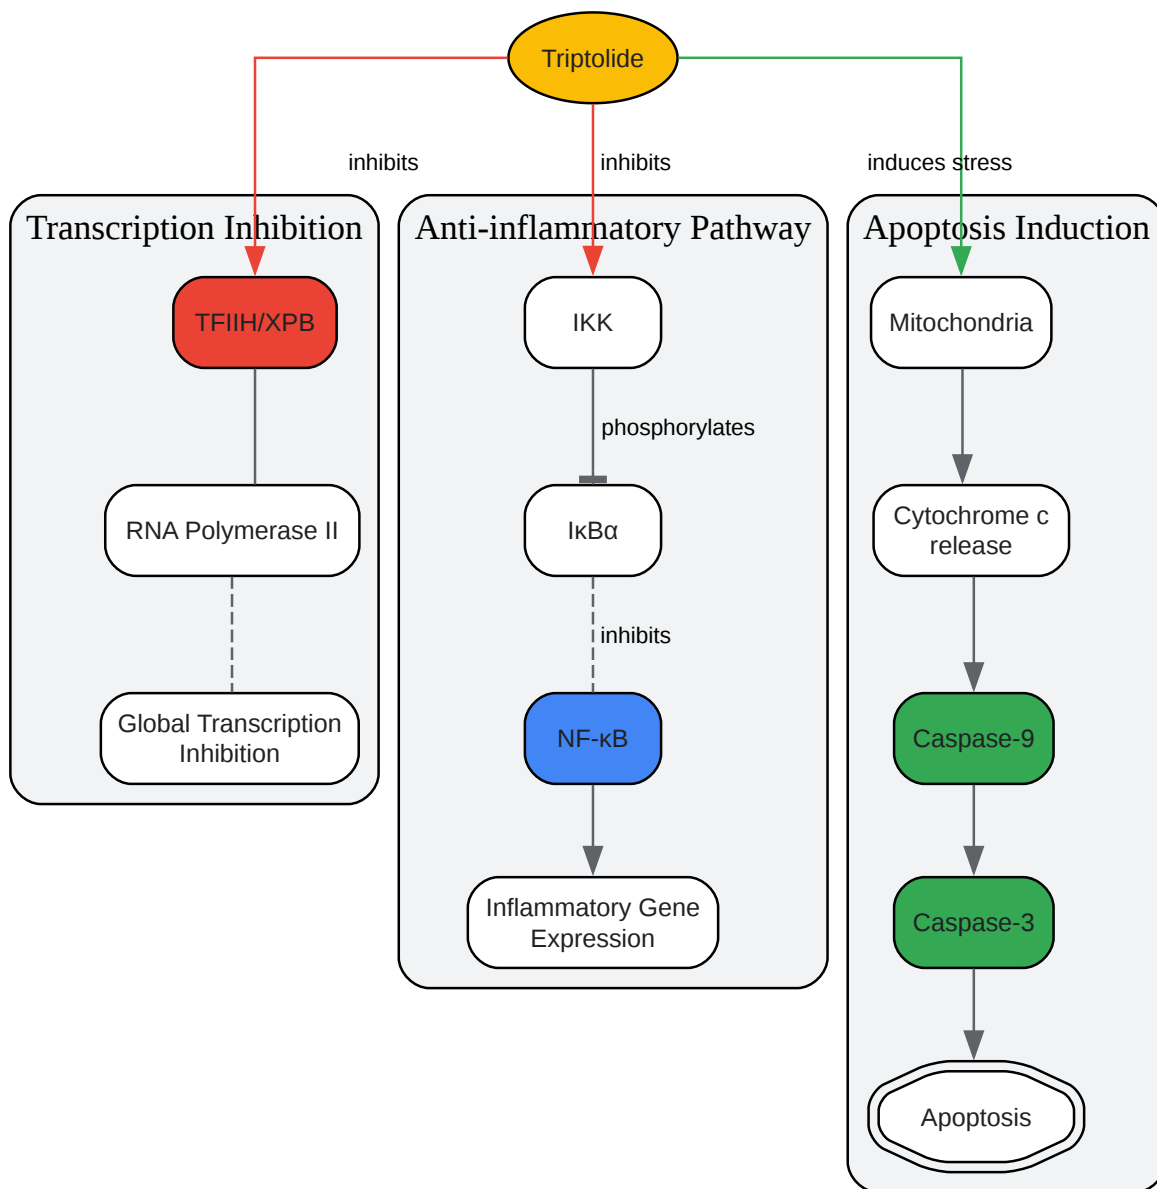 Triptolide
inhibits
inhibits
induces stress
Transcription Inhibition
Anti-inflammatory Pathway
Apoptosis Induction
TFIIH/XPB
IKK
Mitochondria
phosphorylates
RNA Polymerase II
IκBα
Cytochrome c
release
inhibits
Global Transcription
Inhibition
NF-κB
Caspase-9
Inflammatory Gene
Expression
Caspase-3
Apoptosis